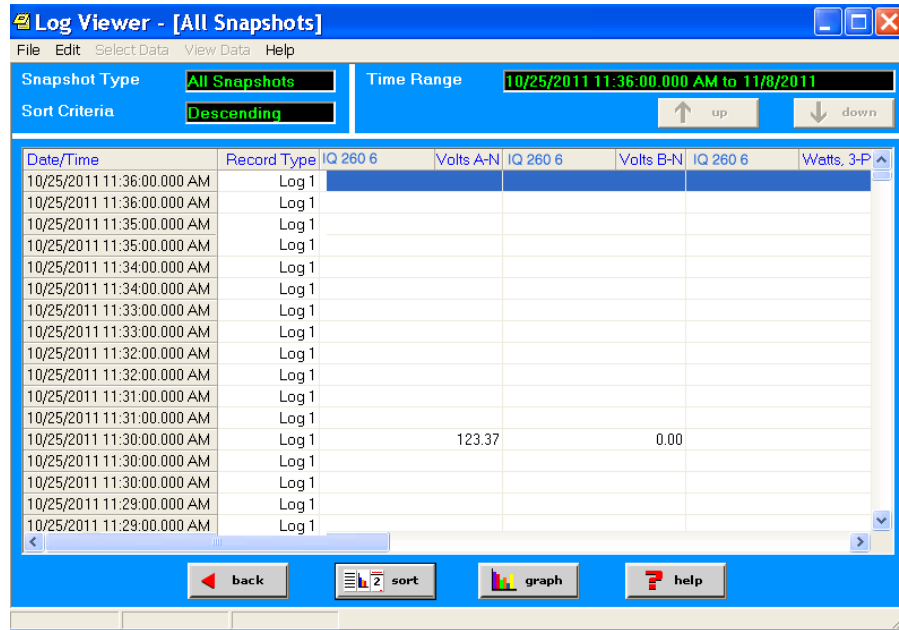 Log Viewer - [All Snapshots]
File Edit Select Data View Data Help
Snapshot Type All Snapshots Time Range 10/25/2011 11:36:00.000 AM to 11/8/2011
Sort Criteria Descending up down
Date/Time Record Type IQ 260 6 Volts A-N IQ 260 6 Volts B-N IQ 260 6 Watts, 3-P
10/25/2011 11:36:00.000 AM Log 1
10/25/2011 11:36:00.000 AM Log 1
10/25/2011 11:35:00.000 AM Log 1
10/25/2011 11:35:00.000 AM Log 1
10/25/2011 11:34:00.000 AM Log 1
10/25/2011 11:34:00.000 AM Log 1
10/25/2011 11:33:00.000 AM Log 1
10/25/2011 11:33:00.000 AM Log 1
10/25/2011 11:32:00.000 AM Log 1
10/25/2011 11:32:00.000 AM Log 1
10/25/2011 11:31:00.000 AM Log 1
10/25/2011 11:31:00.000 AM Log 1
10/25/2011 11:30:00.000 AM Log 1 123.37 0.00
10/25/2011 11:30:00.000 AM Log 1
10/25/2011 11:30:00.000 AM Log 1
10/25/2011 11:29:00.000 AM Log 1
10/25/2011 11:29:00.000 AM Log 1
back 2 sort graph ? help